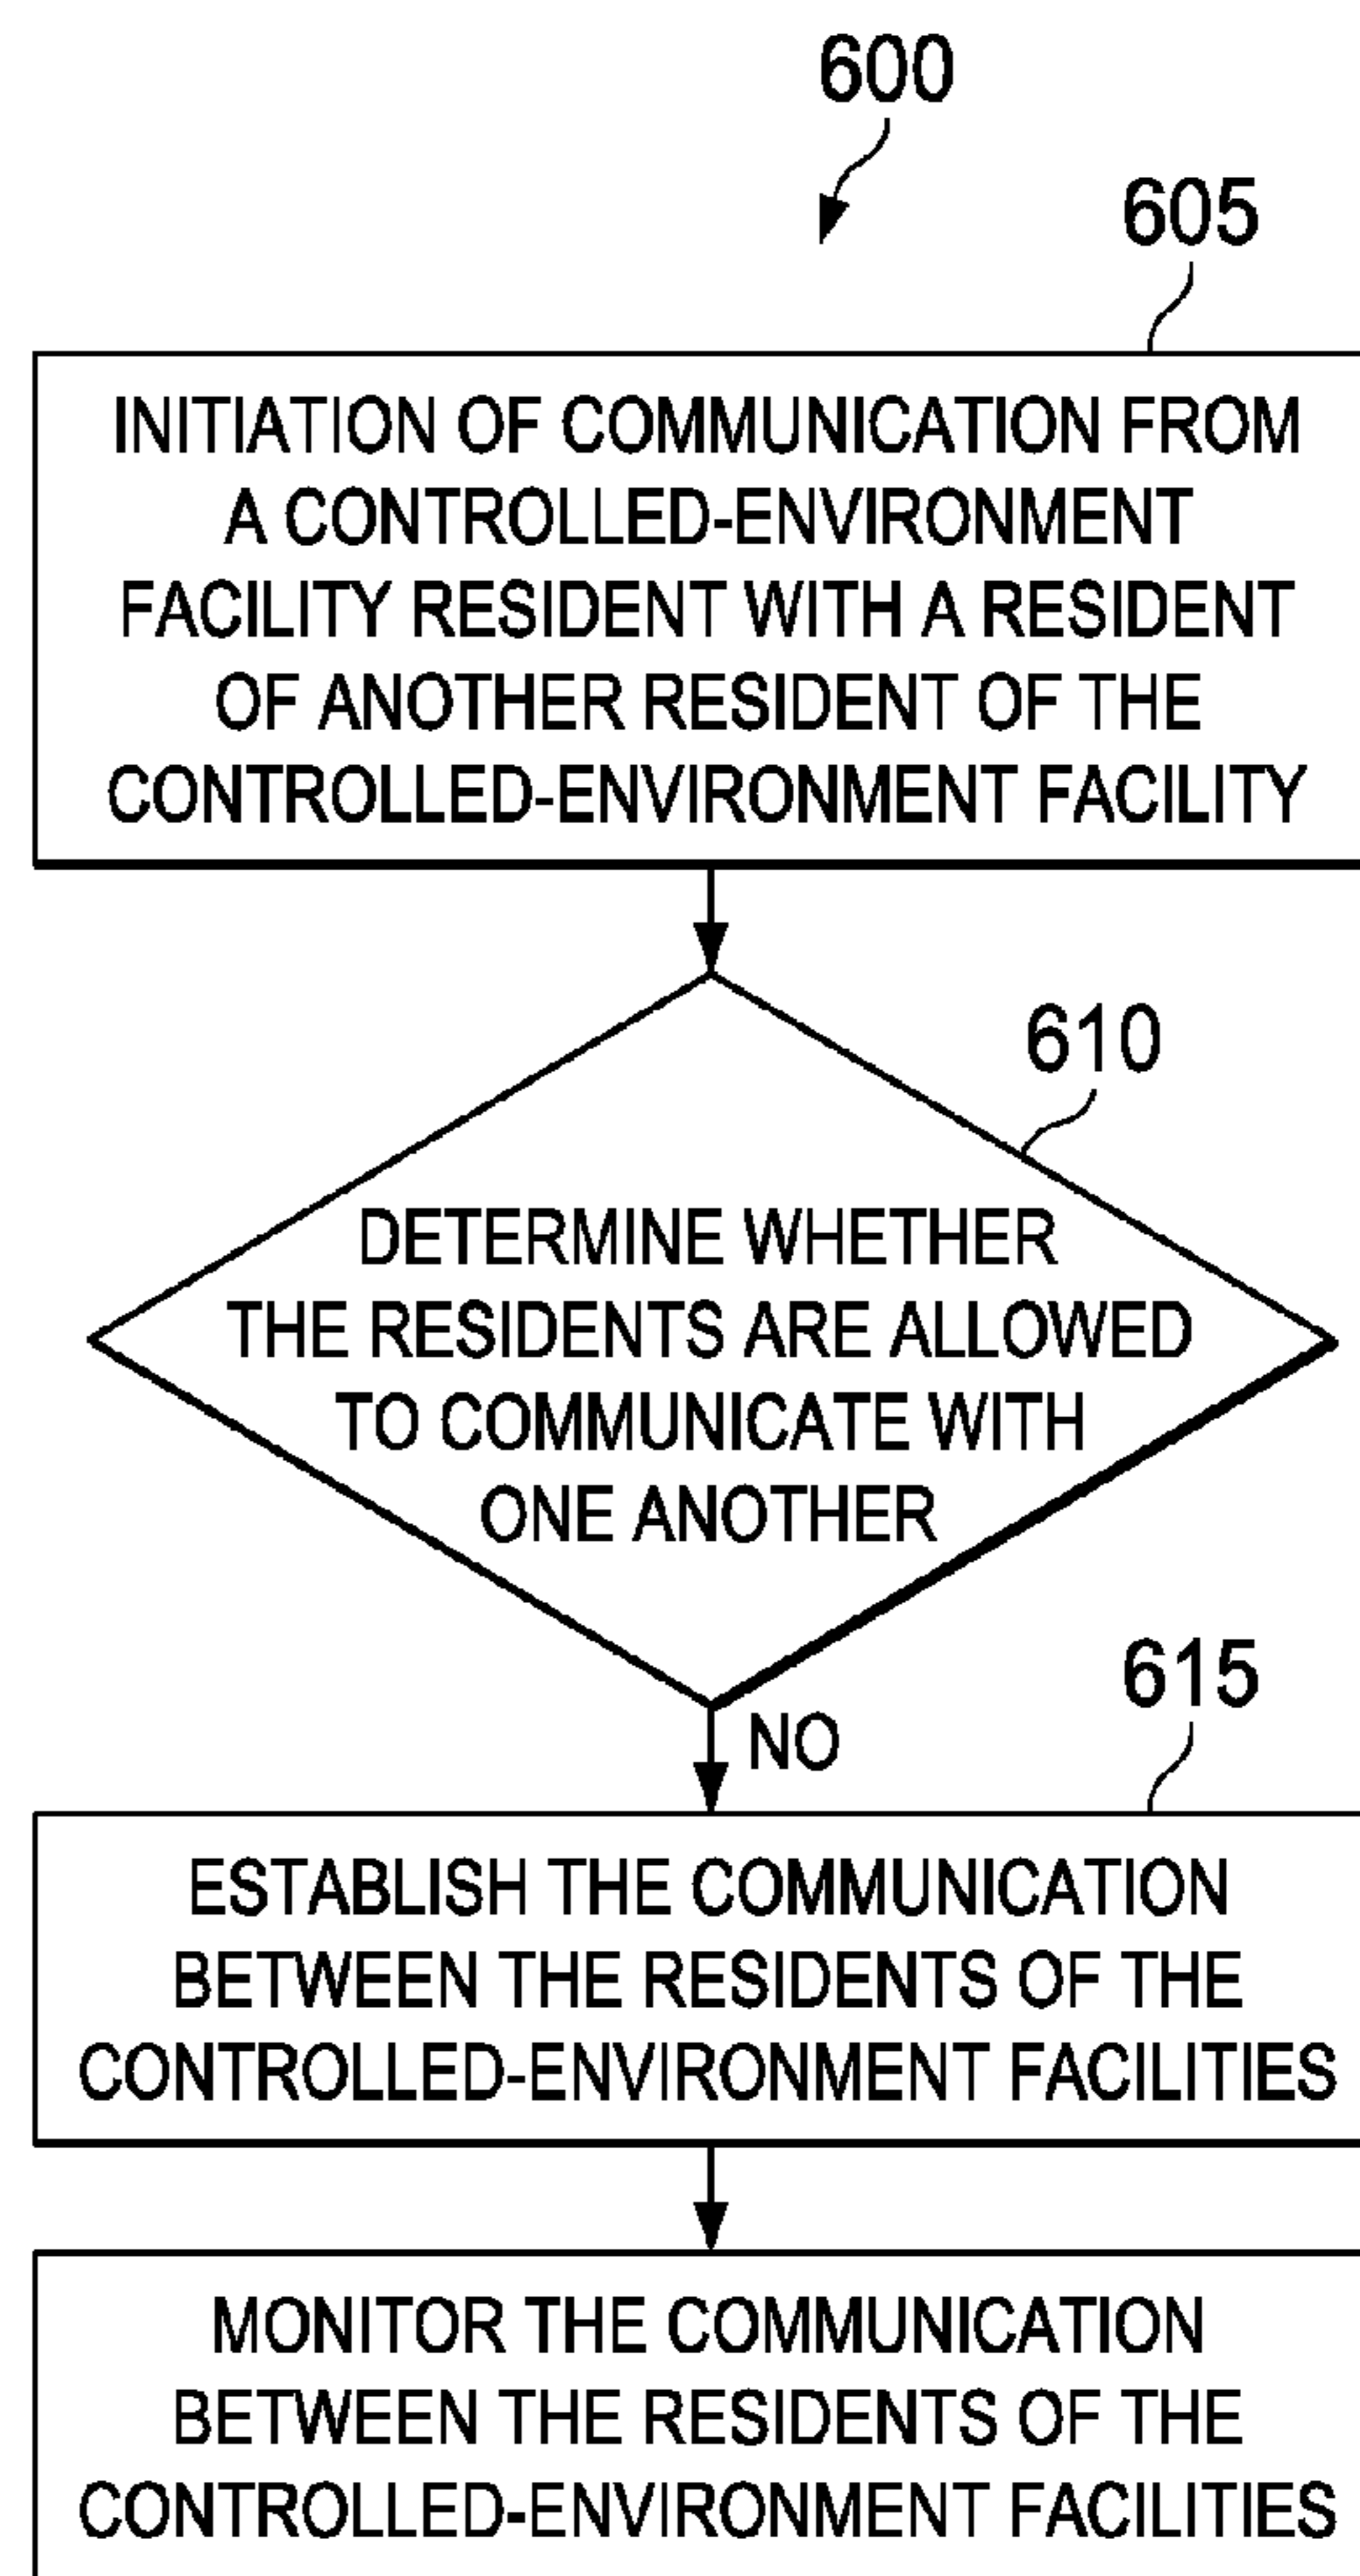 600
605
INITIATION OF COMMUNICATION FROM
A CONTROLLED-ENVIRONMENT
FACILITY RESIDENT WITH A RESIDENT
OF ANOTHER RESIDENT OF THE
CONTROLLED-ENVIRONMENT FACILITY
610
DETERMINE WHETHER
THE RESIDENTS ARE ALLOWED
TO COMMUNICATE WITH
ONE ANOTHER
NO
615
ESTABLISH THE COMMUNICATION
BETWEEN THE RESIDENTS OF THE
CONTROLLED-ENVIRONMENT FACILITIES
MONITOR THE COMMUNICATION
BETWEEN THE RESIDENTS OF THE
CONTROLLED-ENVIRONMENT FACILITIES